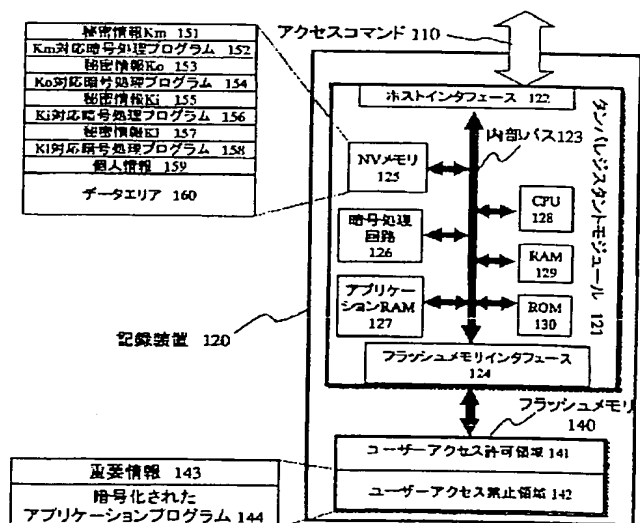 アクセスコマンド 110
秘密情報Km 151
Km対応暗号処理プログラム 152
秘密情報Ko 153
Ko対応暗号処理プログラム 154
秘密情報Ki 155
Ki対応暗号処理プログラム 156
秘密情報Kl 157
Kl対応暗号処理プログラム 158
個人情報 159
データエリア 160
ホストインタフェース 122
内部バス123
NVメモリ
125
CPU
128
暗号処理
回路
126
RAM
129
アプリケー
ションRAM
127
ROM
130
タンパレジスタントモジュール 121
フラッシュメモリインタフェース
124
記録装置 120
フラッシュメモリ
140
ユーザーアクセス許可領域 141
ユーザーアクセス禁止領域 142
重要情報 143
暗号化された
アプリケーションプログラム 144